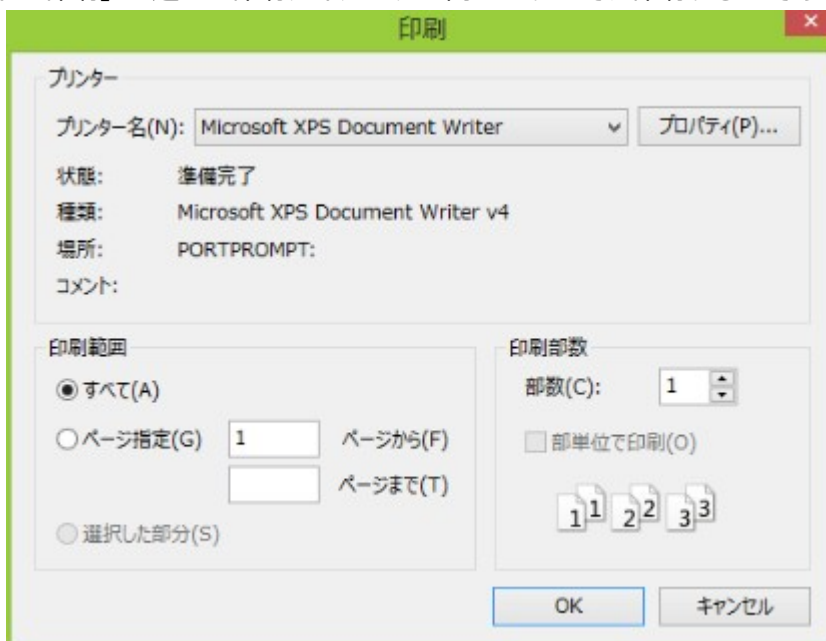 印刷
プリンター
プリンター名(N): Microsoft XPS Document Writer プロパティ(P)...
状態: 準備完了
種類: Microsoft XPS Document Writer v4
場所: PORTPROMPT:
コメント:
印刷範囲
すべて(A)
ページ指定(G) 1 ページから(F)
ページまで(T)
選択した部分(S)
印刷部数
部数(C): 1
部単位で印刷(O)
1 1 2 2 3 3
OK キャンセル